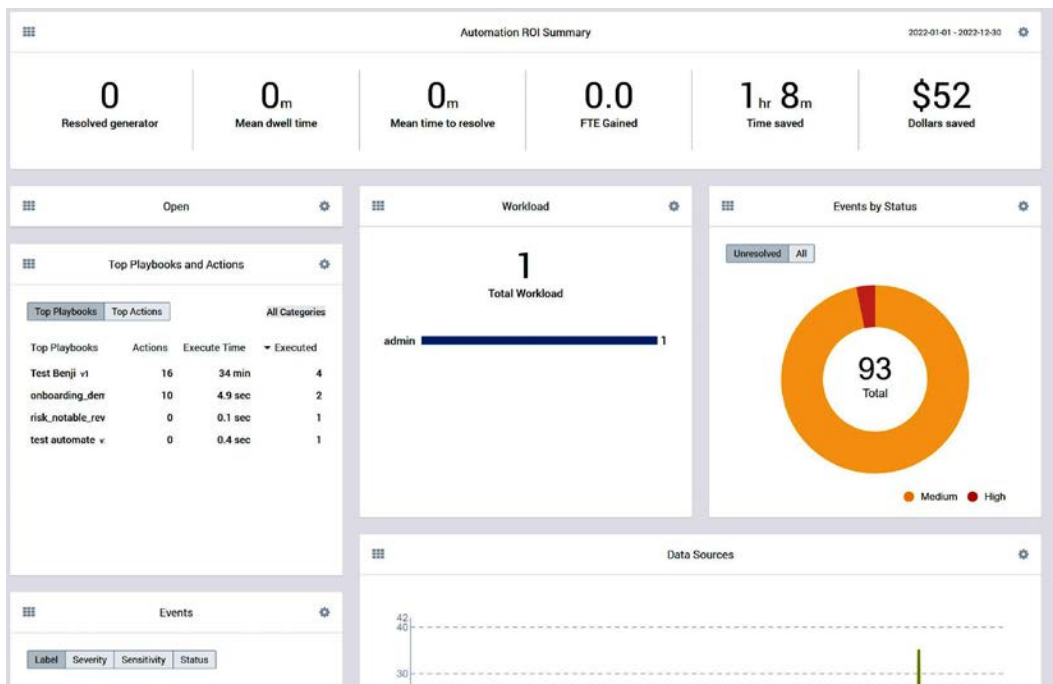 Automation ROI Summary
2022-01-01 - 2022-12-30
0
Resolved generator
0m
Mean dwell time
0m
Mean time to resolve
0.0
FTE Gained
1 hr 8m
Time saved
$52
Dollars saved
Open
Top Playbooks and Actions
Top Playbooks Top Actions All Categories
Top Playbooks Actions Execute Time Executed
Test Benji v1 16 34 min 4
onboarding_dem 10 4.9 sec 2
risk_notable_rev 0 0.1 sec 1
test automate v 0 0.4 sec 1
Events
Label Severity Sensitivity Status
Workload
1
Total Workload
admin 1
Events by Status
Unresolved All
93
Total
Medium High
Data Sources
42
40
30